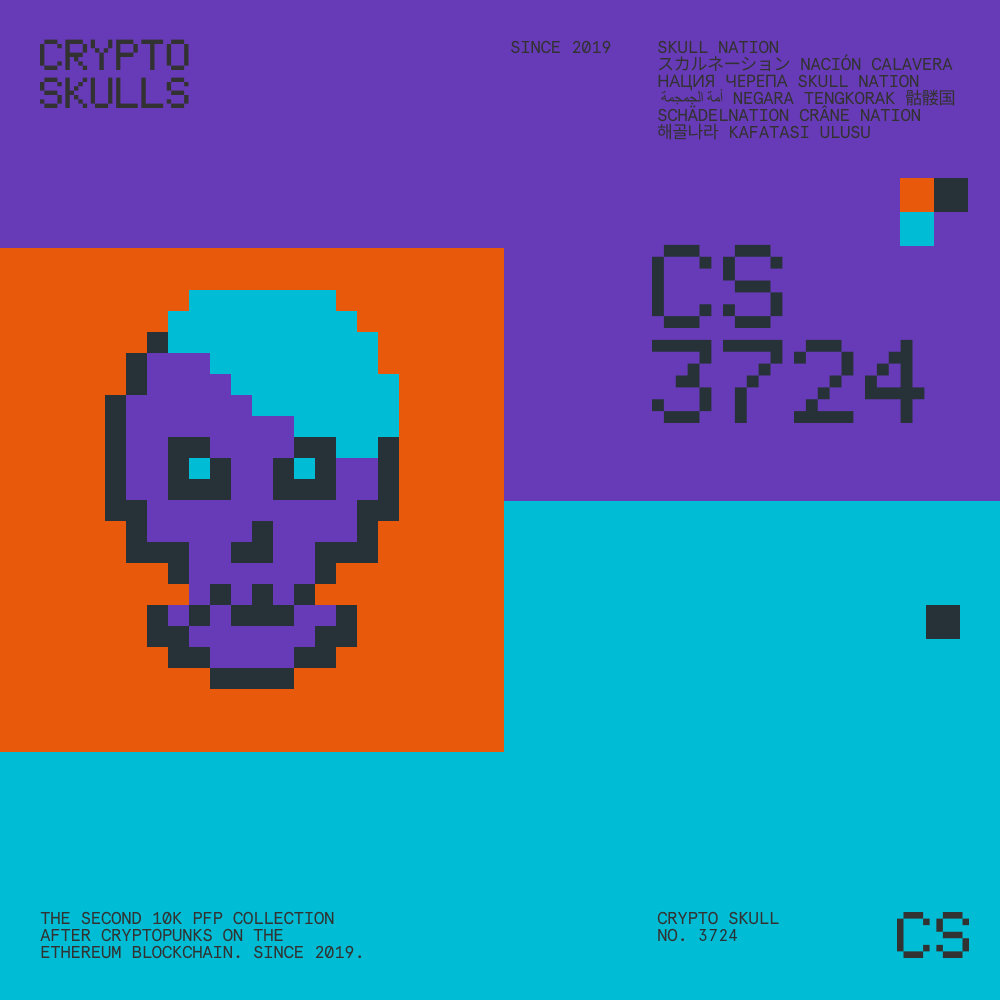 CRYPTO
SKULLS
SINCE 2019
SKULL NATION
スカルネーション NACIÓN CALAVERA
НАЦИЯ ЧЕРЕПА SKULL NATION
أمة الجمجمة NEGARA TENGKORAK 骷髅国
SCHÄDELNATION CRÂNE NATION
해골나라 KAFATASI ULUSU
CS
3724
THE SECOND 10K PFP COLLECTION
AFTER CRYPTOPUNKS ON THE
ETHEREUM BLOCKCHAIN. SINCE 2019.
CRYPTO SKULL
NO. 3724
CS